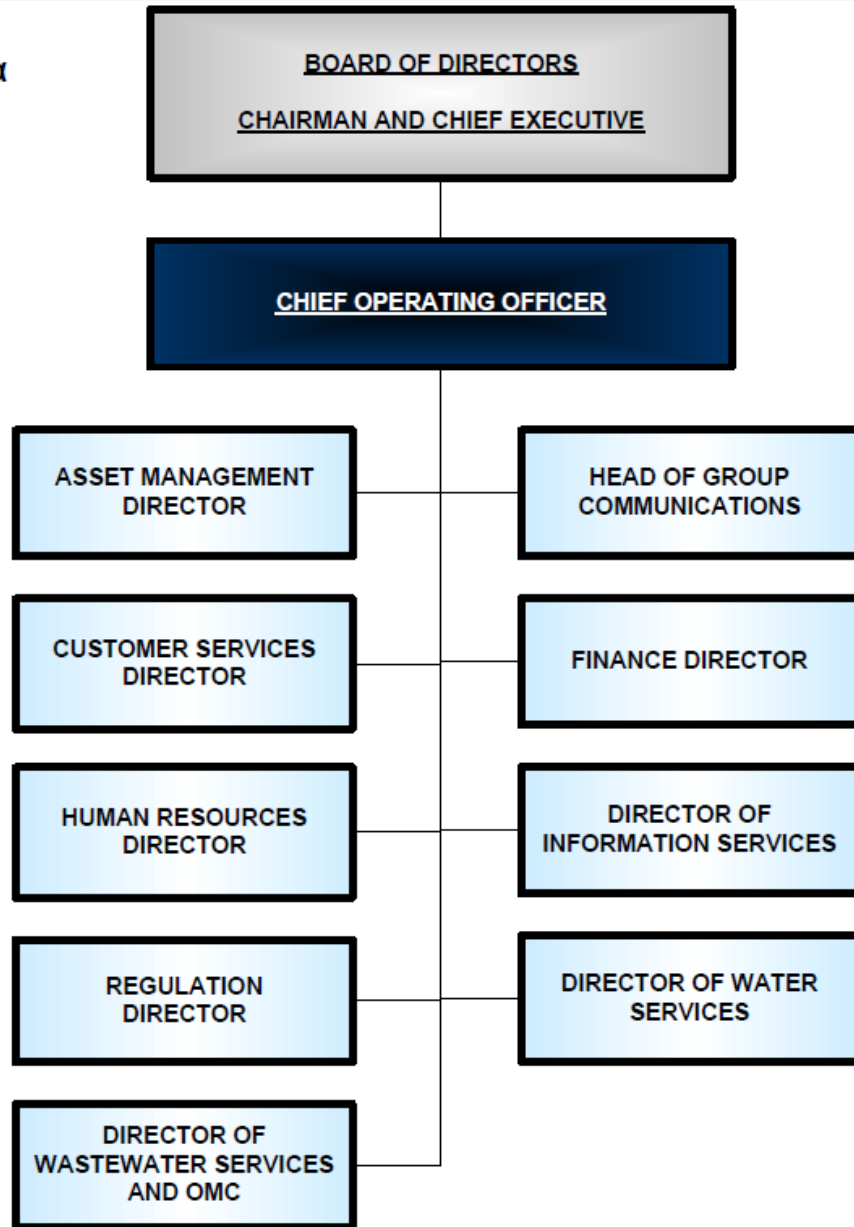 BOARD OF DIRECTORS
CHAIRMAN AND CHIEF EXECUTIVE
CHIEF OPERATING OFFICER
ASSET MANAGEMENT
DIRECTOR
HEAD OF GROUP
COMMUNICATIONS
CUSTOMER SERVICES
DIRECTOR
FINANCE DIRECTOR
HUMAN RESOURCES
DIRECTOR
DIRECTOR OF
INFORMATION SERVICES
REGULATION
DIRECTOR
DIRECTOR OF WATER
SERVICES
DIRECTOR OF
WASTEWATER SERVICES
AND OMC